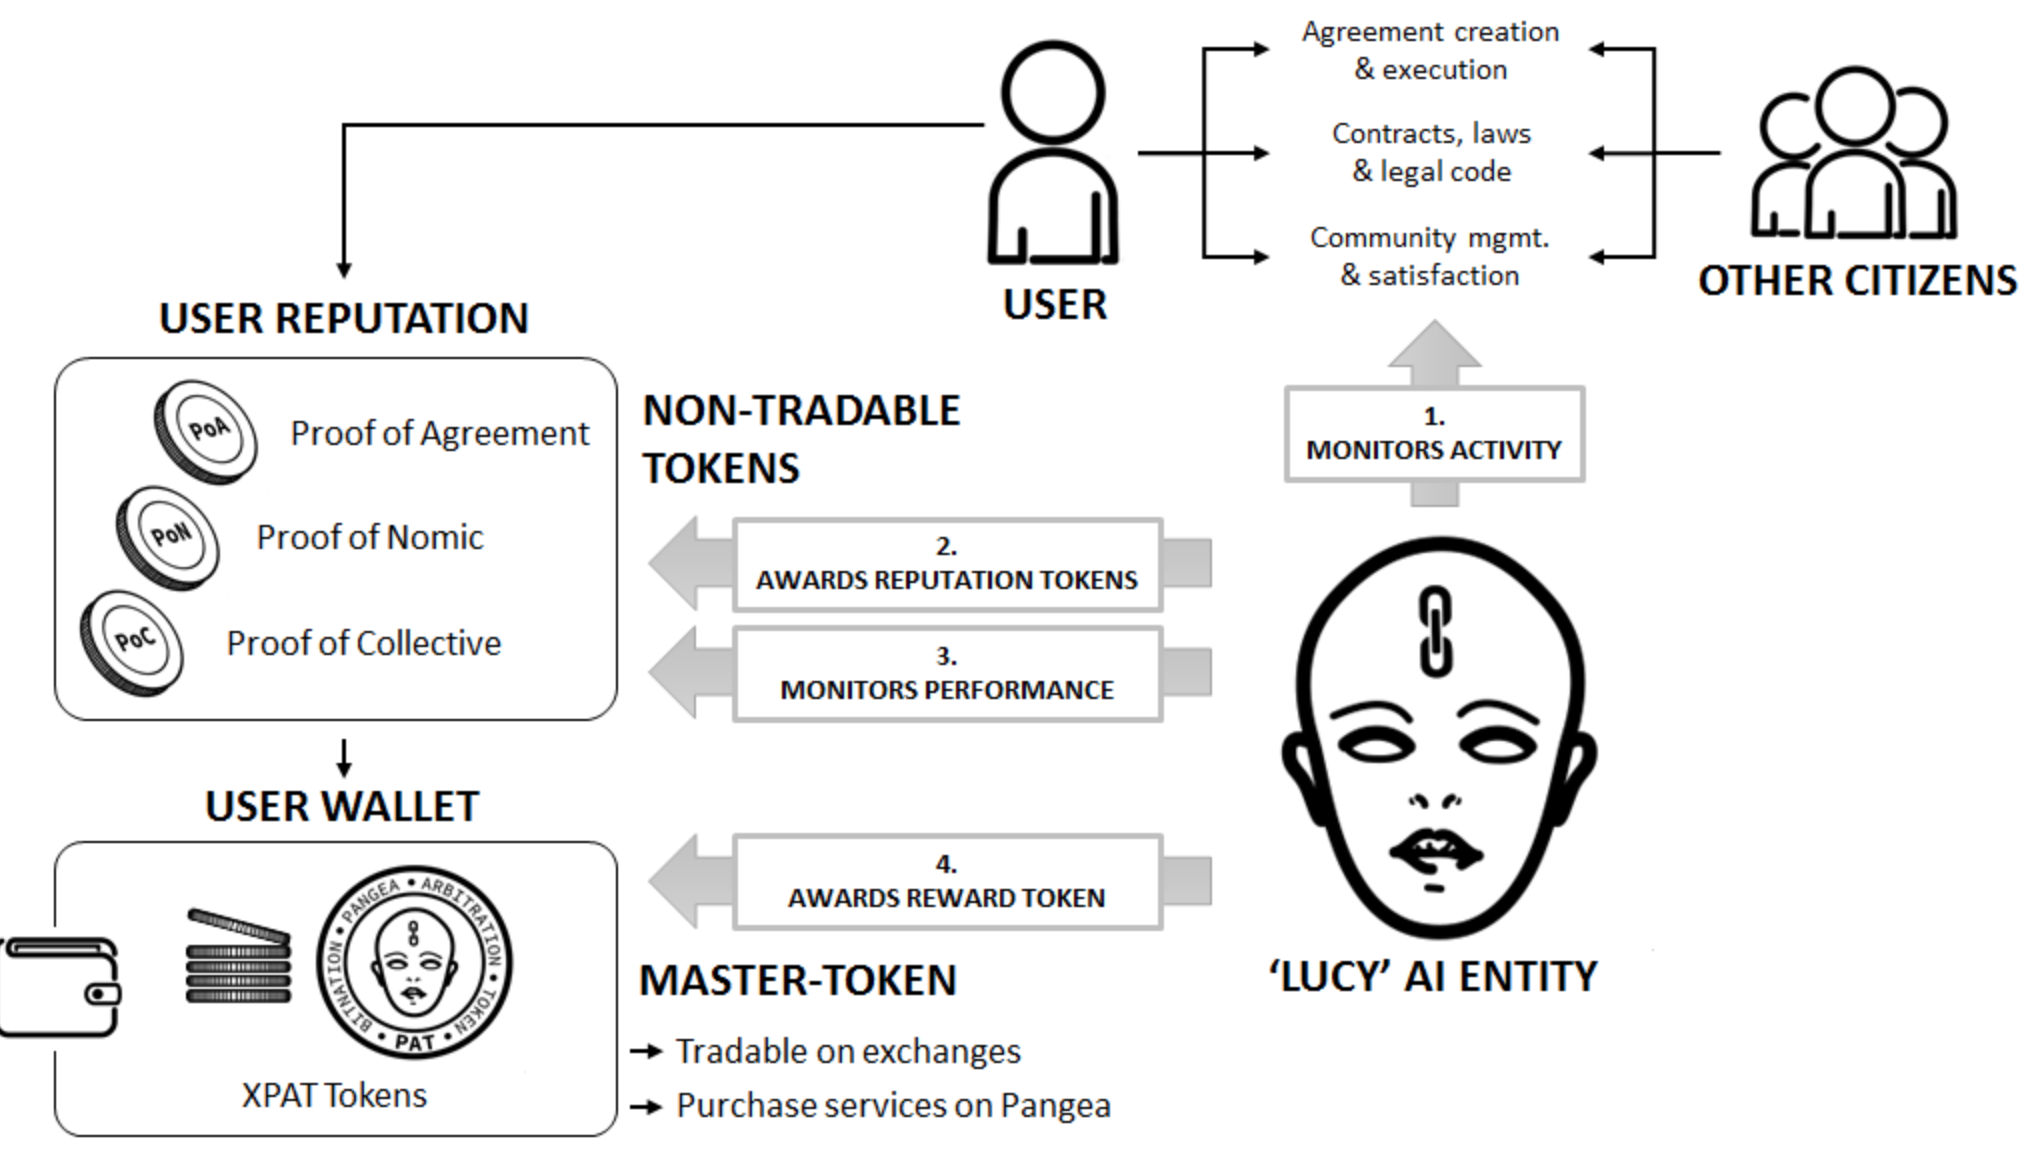 Agreement creation
& execution
Contracts, laws
& legal code
Community mgmt.
& satisfaction
USER
OTHER CITIZENS
USER REPUTATION
PoA
Proof of Agreement
PoN
Proof of Nomic
PoC
Proof of Collective
NON-TRADABLE
TOKENS
1.
MONITORS ACTIVITY
2.
AWARDS REPUTATION TOKENS
3.
MONITORS PERFORMANCE
4.
AWARDS REWARD TOKEN
'LUCY' AI ENTITY
USER WALLET
BITNATION • PANGEA • ARBITRATION • TOKEN •
PAT
XPAT Tokens
MASTER-TOKEN
Tradable on exchanges
Purchase services on Pangea